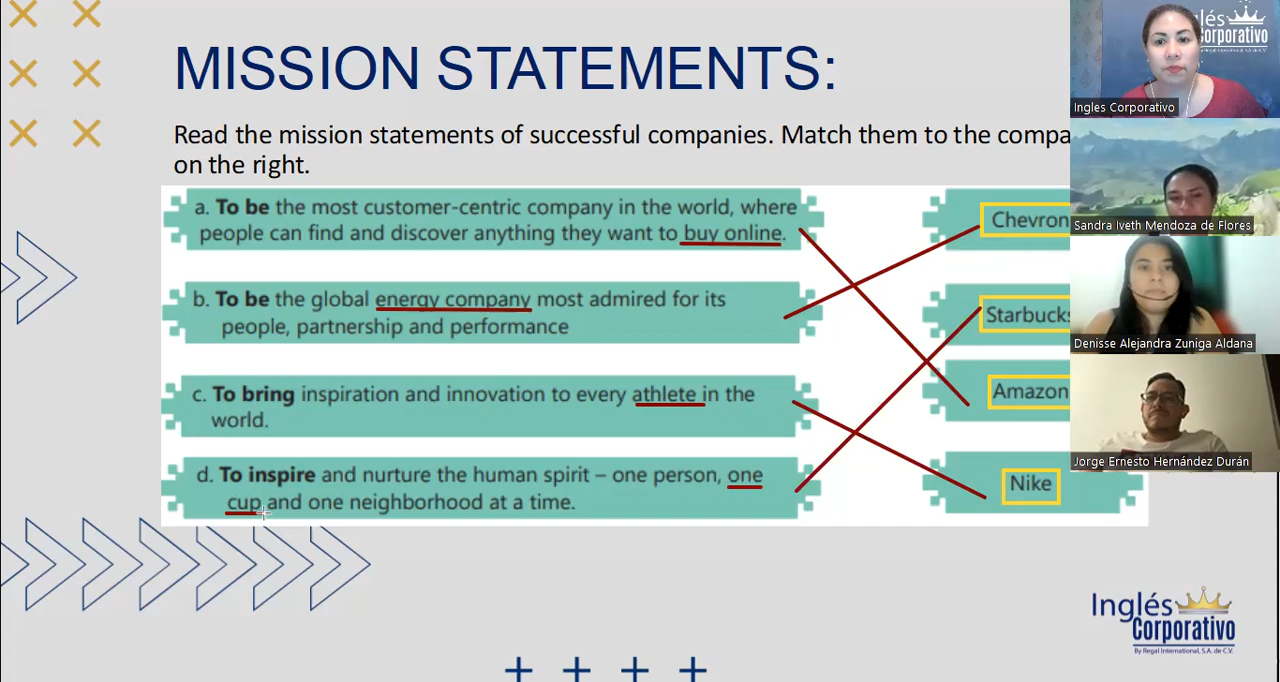 MISSION STATEMENTS:
Read the mission statements of successful companies. Match them to the
on the right.
a. To be the most customer-centric company in the world, where
people can find and discover anything they want to buy online.
b. To be the global energy company most admired for its
people, partnership and performance
c. To bring inspiration and innovation to every athlete in the
world.
d. To inspire and nurture the human spirit – one person, one
cup and one neighborhood at a time.
Chevron
Starbucks
Amazon
Nike
Inglés
Corporativo
By Regal International, S.A. de C.V.
Corporativo
Ingles Corporativo
Sandra Iveth Mendoza de Flores
Denisse Alejandra Zuniga Aldana
Jorge Ernesto Hernández Durán